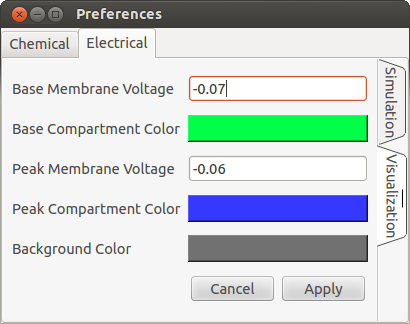 Preferences
Chemical Electrical
Base Membrane Voltage -0.07
Base Compartment Color
Peak Membrane Voltage -0.06
Peak Compartment Color
Background Color
Cancel Apply
Simulation
Visualization